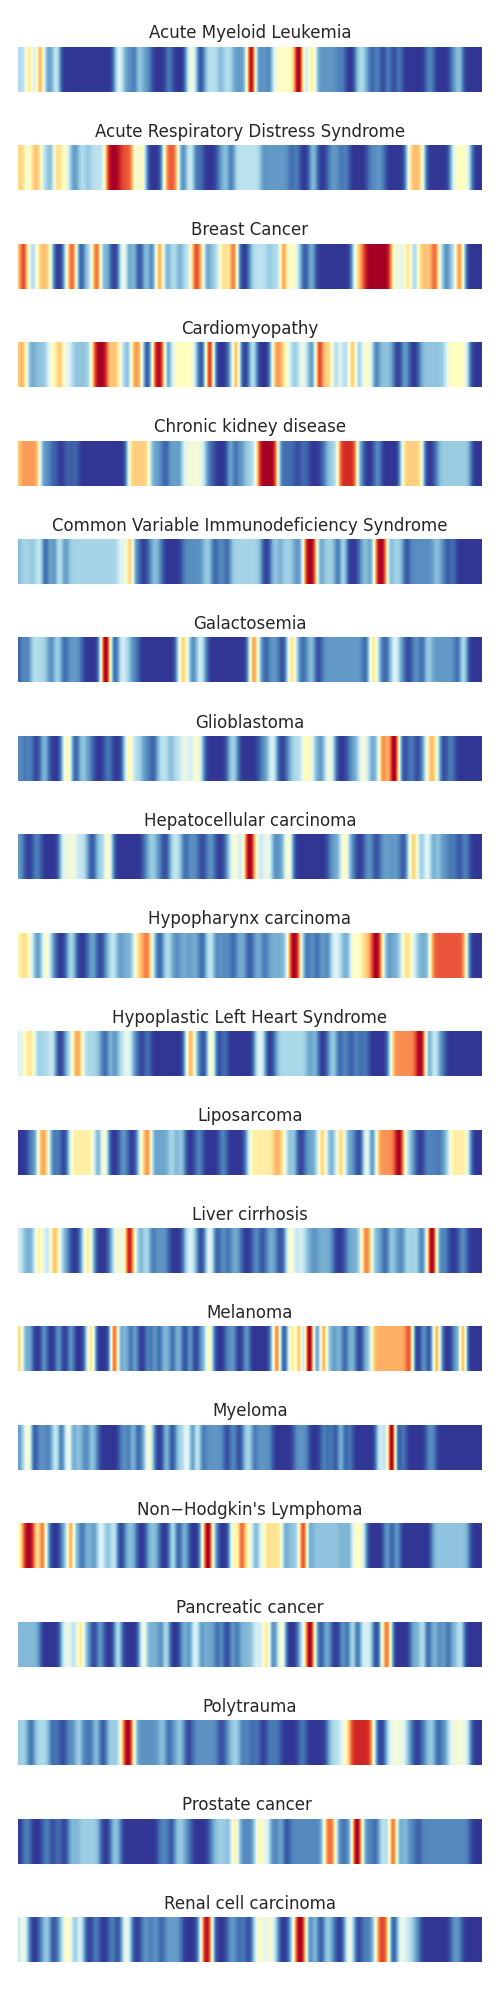 Acute Myeloid Leukemia
Acute Respiratory Distress Syndrome
Breast Cancer
Cardiomyopathy
Chronic kidney disease
Common Variable Immunodeficiency Syndrome
Galactosemia
Glioblastoma
Hepatocellular carcinoma
Hypopharynx carcinoma
Hypoplastic Left Heart Syndrome
Liposarcoma
Liver cirrhosis
Melanoma
Myeloma
Non−Hodgkin's Lymphoma
Pancreatic cancer
Polytrauma
Prostate cancer
Renal cell carcinoma